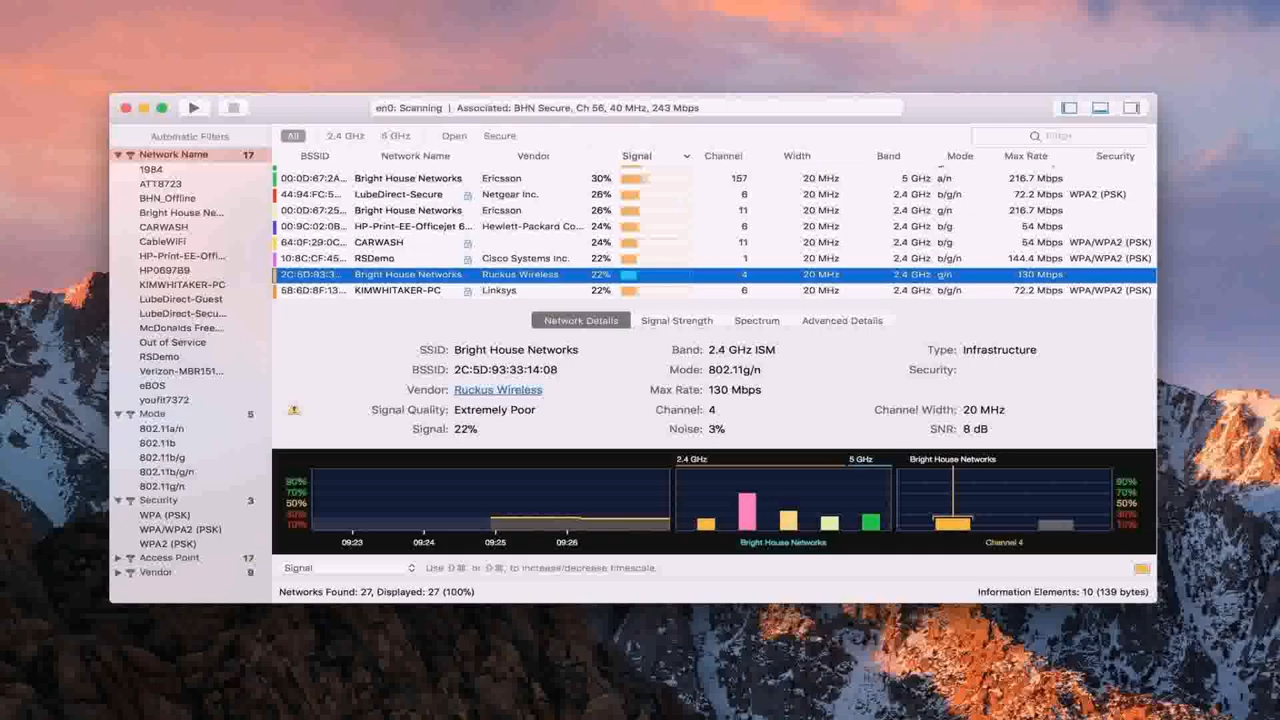 en0: Scanning | Associated: BHN Secure, Ch 56, 40 MHz, 243 Mbps
Automatic Filters
Network Name 17
1984
ATT8723
BHN_Offline
Bright House Ne...
CARWASH
CableWiFi
HP-Print-EE-Offi...
HP0697B9
KIMWHITAKER-PC
LubeDirect-Guest
LubeDirect-Secu...
McDonalds Free...
Out of Service
RSDemo
Verizon-MBR151...
eBOS
youfit7372
Mode 5
802.11a/n
802.11b
802.11b/g
802.11b/g/n
802.11g/n
Security 3
WPA (PSK)
WPA/WPA2 (PSK)
WPA2 (PSK)
Access Point 17
Vendor 9
All 2.4 GHz 5 GHz Open Secure Filter
BSSID Network Name Vendor Signal Channel Width Band Mode Max Rate Security
00:0D:67:2A... Bright House Networks Ericsson 30% 157 20 MHz 5 GHz a/n 216.7 Mbps
44:94:FC:5... LubeDirect-Secure Netgear Inc. 26% 6 20 MHz 2.4 GHz b/g/n 72.2 Mbps WPA2 (PSK)
00:0D:67:25... Bright House Networks Ericsson 26% 11 20 MHz 2.4 GHz b/g/n 216.7 Mbps
00:9C:02:0B... HP-Print-EE-Officejet 6... Hewlett-Packard Co... 24% 6 20 MHz 2.4 GHz b/g 54 Mbps
64:0F:29:0C... CARWASH 24% 11 20 MHz 2.4 GHz b/g 54 Mbps WPA/WPA2 (PSK)
10:8C:CF:45... RSDemo Cisco Systems Inc. 22% 1 20 MHz 2.4 GHz b/g/n 144.4 Mbps WPA/WPA2 (PSK)
2C:5D:93:3... Bright House Networks Ruckus Wireless 22% 4 20 MHz 2.4 GHz g/n 130 Mbps
58:6D:8F:13... KIMWHITAKER-PC Linksys 22% 6 20 MHz 2.4 GHz b/g/n 72.2 Mbps WPA/WPA2 (PSK)
Network Details Signal Strength Spectrum Advanced Details
SSID: Bright House Networks Band: 2.4 GHz ISM Type: Infrastructure
BSSID: 2C:5D:93:33:14:08 Mode: 802.11g/n Security:
Vendor: Ruckus Wireless Max Rate: 130 Mbps
Signal Quality: Extremely Poor Channel: 4 Channel Width: 20 MHz
Signal: 22% Noise: 3% SNR: 8 dB
2.4 GHz 5 GHz Bright House Networks
90% 90%
70% 70%
50% 50%
30% 30%
10% 10%
09:23 09:24 09:25 09:26 Bright House Networks Channel 4
Signal to increase/decrease timescale.
Networks Found: 27, Displayed: 27 (100%) Information Elements: 10 (139 bytes)